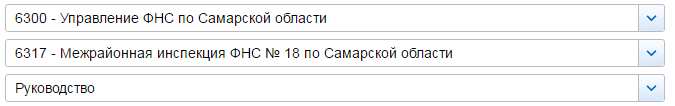 6300 - Управление ФНС по Самарской области
6317 - Межрайонная инспекция ФНС № 18 по Самарской области
Руководство